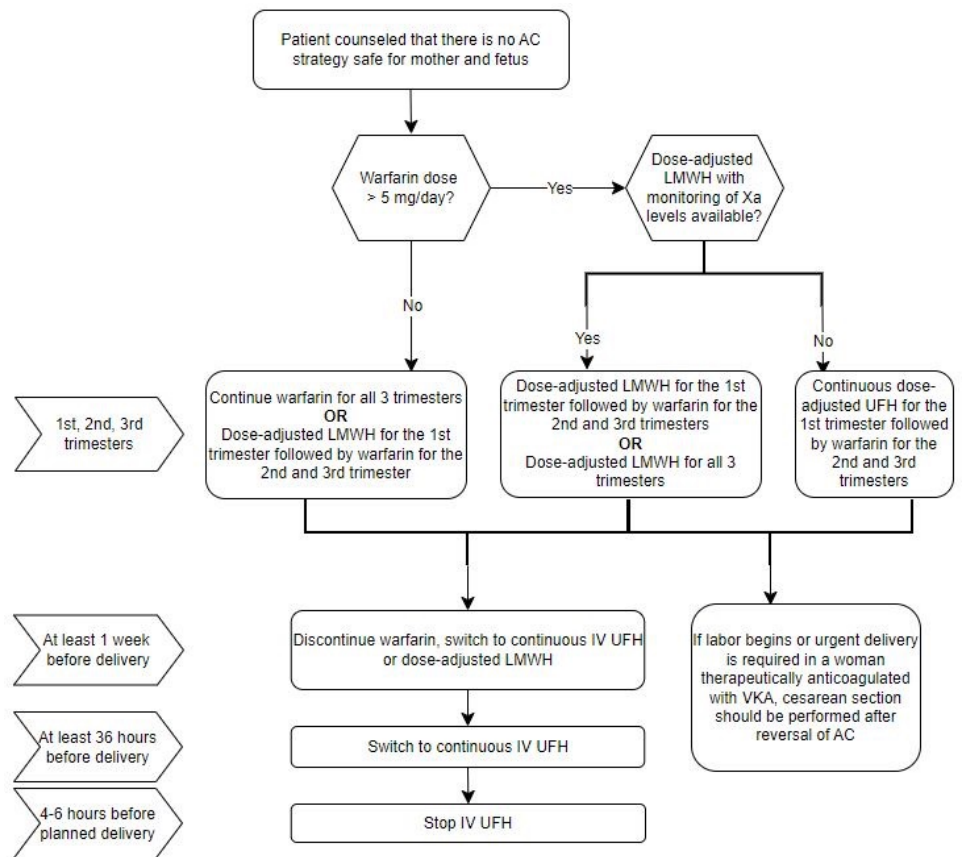 Patient counseled that there is no AC
strategy safe for mother and fetus
Warfarin dose
> 5 mg/day?
Yes
Dose-adjusted
LMWH with
monitoring of Xa
levels available?
No
Yes
No
1st, 2nd, 3rd
trimesters
Continue warfarin for all 3 trimesters
OR
Dose-adjusted LMWH for the 1st
trimester followed by warfarin for the
2nd and 3rd trimester
Dose-adjusted LMWH for the 1st
trimester followed by warfarin for the
2nd and 3rd trimesters
OR
Dose-adjusted LMWH for all 3
trimesters
Continuous dose-
adjusted UFH for the
1st trimester followed
by warfarin for the
2nd and 3rd
trimesters
At least 1 week
before delivery
Discontinue warfarin, switch to continuous IV UFH
or dose-adjusted LMWH
If labor begins or urgent delivery
is required in a woman
therapeutically anticoagulated
with VKA, cesarean section
should be performed after
reversal of AC
At least 36 hours
before delivery
Switch to continuous IV UFH
4-6 hours before
planned delivery
Stop IV UFH